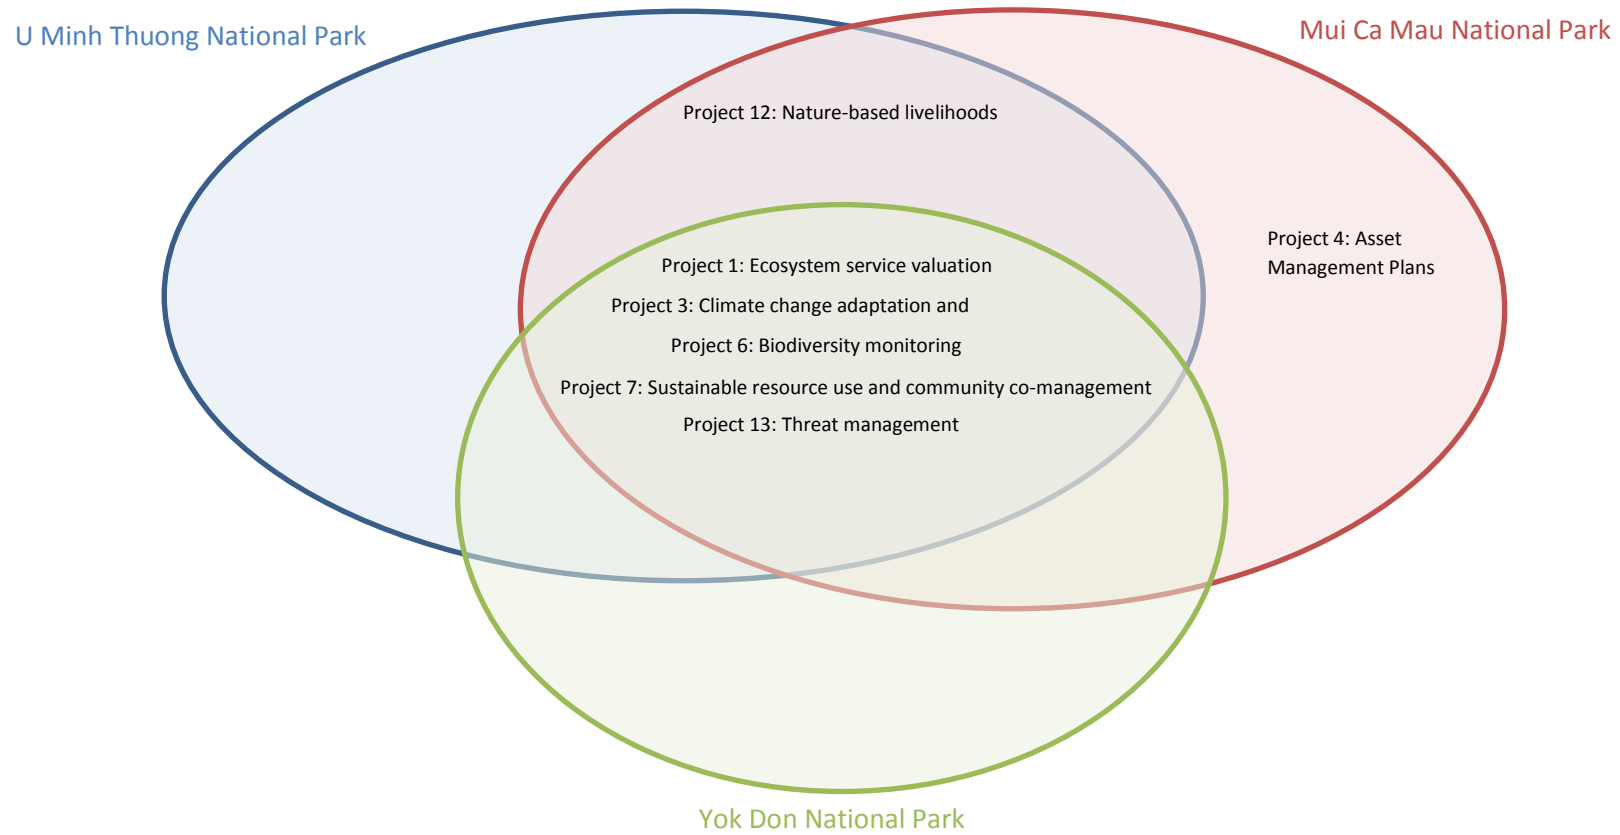 U Minh Thuong National Park
Mui Ca Mau National Park
Project 12: Nature-based livelihoods
Project 4: Asset
Management Plans
Project 1: Ecosystem service valuation
Project 3: Climate change adaptation and
Project 6: Biodiversity monitoring
Project 7: Sustainable resource use and community co-management
Project 13: Threat management
Yok Don National Park